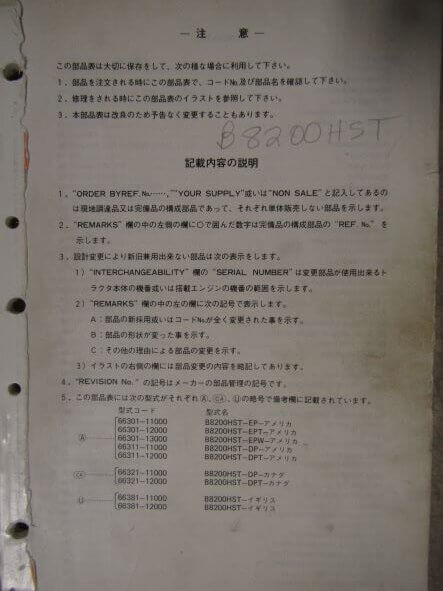 — 注 意 —
この部品表は大切に保存をして、次の様な場合に利用して下さい。
1．部品を注文される時にこの部品表で、コードNo.及び部品名を確認して下さい。
2．修理をされる時にこの部品表のイラストを参照して下さい。
3．本部品表は改良のため予告なく変更することもあります。
B8200HST
記載内容の説明
1．"ORDER BYREF. No.……，""YOUR SUPPLY"或いは"NON SALE"と記入してあるの
は現地調達品又は完備品の構成部品であって、それぞれ単体販売しない部品を示します。
2．"REMARKS"欄の中の左側の欄に○で囲んだ数字は完備品の構成部品の"REF. No."を
示します。
3．設計変更により新旧兼用出来ない部品は次の表示をします。
1）"INTERCHANGEABILITY"欄の"SERIAL NUMBER"は変更部品が使用出来るト
ラクタ本体の機番或いは搭載エンジンの機番の範囲を示します。
2）"REMARKS"欄の中の左の欄に次の記号で表示します。
A：部品の新採用或いはコードNo.が全く変更された事を示す。
B：部品の形状が変った事を示す。
C：その他の理由による部品の変更を示す。
3）イラストの右側の欄には部品変更の内容を略記してあります。
4．"REVISION No."の記号はメーカーの部品管理の記号です。
5．この部品表には次の型式がそれぞれⒶ、CA、Ⓤの略号で備考欄に記載されています。
型式コード 型式名
66301-11000 B8200HST-EP-アメリカ
66301-12000 B8200HST-EPT-アメリカ
Ⓐ 66301-13000 B8200HST-EPW-アメリカ
66311-11000 B8200HST-DP-アメリカ
66311-12000 B8200HST-DPT-アメリカ
CA 66321-11000 B8200HST-DP-カナダ
66321-12000 B8200HST-DPT-カナダ
Ⓤ 66381-11000 B8200HST-イギリス
66381-12000 B8200HST-イギリス